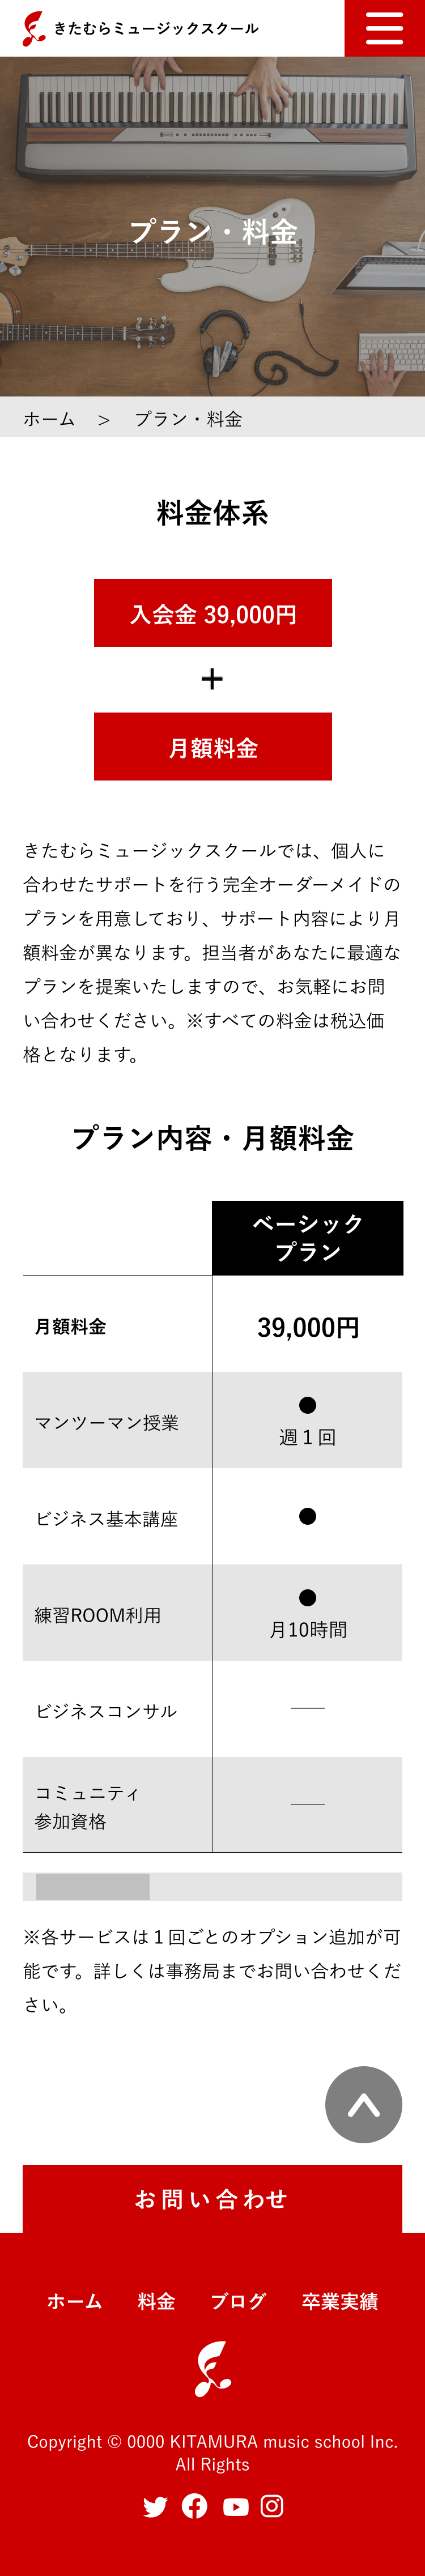 きたむらミュージックスクール
プラン・料金
ホーム　>　プラン・料金
料金体系
入会金 39,000円
+
月額料金
きたむらミュージックスクールでは、個人に
合わせたサポートを行う完全オーダーメイドの
プランを用意しており、サポート内容により月
額料金が異なります。担当者があなたに最適な
プランを提案いたしますので、お気軽にお問
い合わせください。※すべての料金は税込価
格となります。
プラン内容・月額料金
ベーシック
プラン
月額料金
39,000円
マンツーマン授業
●
週１回
ビジネス基本講座
●
練習ROOM利用
●
月10時間
ビジネスコンサル
—
コミュニティ
参加資格
—
※各サービスは１回ごとのオプション追加が可
能です。詳しくは事務局までお問い合わせくだ
さい。
お問い合わせ
ホーム　料金　ブログ　卒業実績
Copyright © 0000 KITAMURA music school Inc.
All Rights